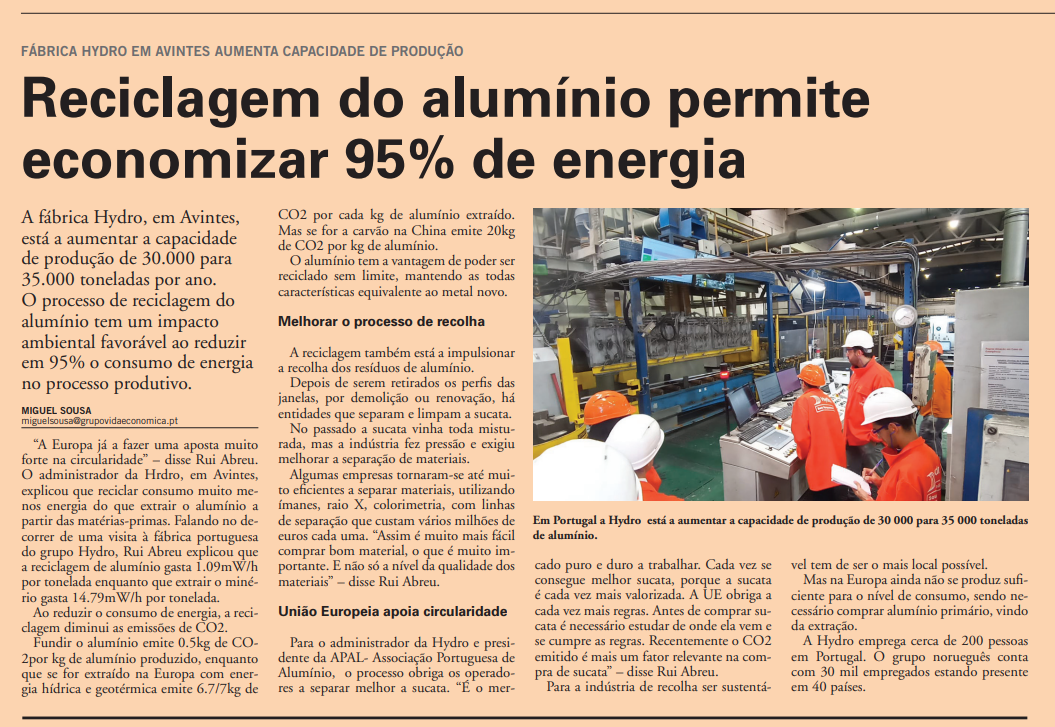 FÁBRICA HYDRO EM AVINTES AUMENTA CAPACIDADE DE PRODUÇÃO
Reciclagem do alumínio permite
economizar 95% de energia
A fábrica Hydro, em Avintes,
está a aumentar a capacidade
de produção de 30.000 para
35.000 toneladas por ano.
O processo de reciclagem do
alumínio tem um impacto
ambiental favorável ao reduzir
em 95% o consumo de energia
no processo produtivo.
MIGUEL SOUSA
miguelsousa@grupovidaeconomica.pt
“A Europa já a fazer uma aposta muito
forte na circularidade” – disse Rui Abreu.
O administrador da Hrdro, em Avintes,
explicou que reciclar consumo muito me-
nos energia do que extrair o alumínio a
partir das matérias-primas. Falando no de-
correr de uma visita à fábrica portuguesa
do grupo Hydro, Rui Abreu explicou que
a reciclagem de alumínio gasta 1.09mW/h
por tonelada enquanto que extrair o miné-
rio gasta 14.79mW/h por tonelada.
Ao reduzir o consumo de energia, a reci-
clagem diminui as emissões de CO2.
Fundir o alumínio emite 0.5kg de CO-
2por kg de alumínio produzido, enquanto
que se for extraído na Europa com ener-
gia hídrica e geotérmica emite 6.7/7kg de
CO2 por cada kg de alumínio extraído.
Mas se for a carvão na China emite 20kg
de CO2 por kg de alumínio.
O alumínio tem a vantagem de poder ser
reciclado sem limite, mantendo as todas
características equivalente ao metal novo.
Melhorar o processo de recolha
A reciclagem também está a impulsionar
a recolha dos resíduos de alumínio.
Depois de serem retirados os perfis das
janelas, por demolição ou renovação, há
entidades que separam e limpam a sucata.
No passado a sucata vinha toda mistu-
rada, mas a indústria fez pressão e exigiu
melhorar a separação de materiais.
Algumas empresas tornaram-se até mui-
to eficientes a separar materiais, utilizando
ímanes, raio X, colorimetria, com linhas
de separação que custam vários milhões de
euros cada uma. “Assim é muito mais fácil
comprar bom material, o que é muito im-
portante. E não só a nível da qualidade dos
materiais” – disse Rui Abreu.
União Europeia apoia circularidade
Para o administrador da Hydro e presi-
dente da APAL- Associação Portuguesa de
Alumínio, o processo obriga os operado-
res a separar melhor a sucata. “É o mer-
Em Portugal a Hydro está a aumentar a capacidade de produção de 30 000 para 35 000 toneladas
de alumínio.
cado puro e duro a trabalhar. Cada vez se
consegue melhor sucata, porque a sucata
é cada vez mais valorizada. A UE obriga a
cada vez mais regras. Antes de comprar su-
cata é necessário estudar de onde ela vem e
se cumpre as regras. Recentemente o CO2
emitido é mais um fator relevante na com-
pra de sucata” – disse Rui Abreu.
Para a indústria de recolha ser sustentá-
vel tem de ser o mais local possível.
Mas na Europa ainda não se produz sufi-
ciente para o nível de consumo, sendo ne-
cessário comprar alumínio primário, vindo
da extração.
A Hydro emprega cerca de 200 pessoas
em Portugal. O grupo norueguês conta
com 30 mil empregados estando presente
em 40 países.